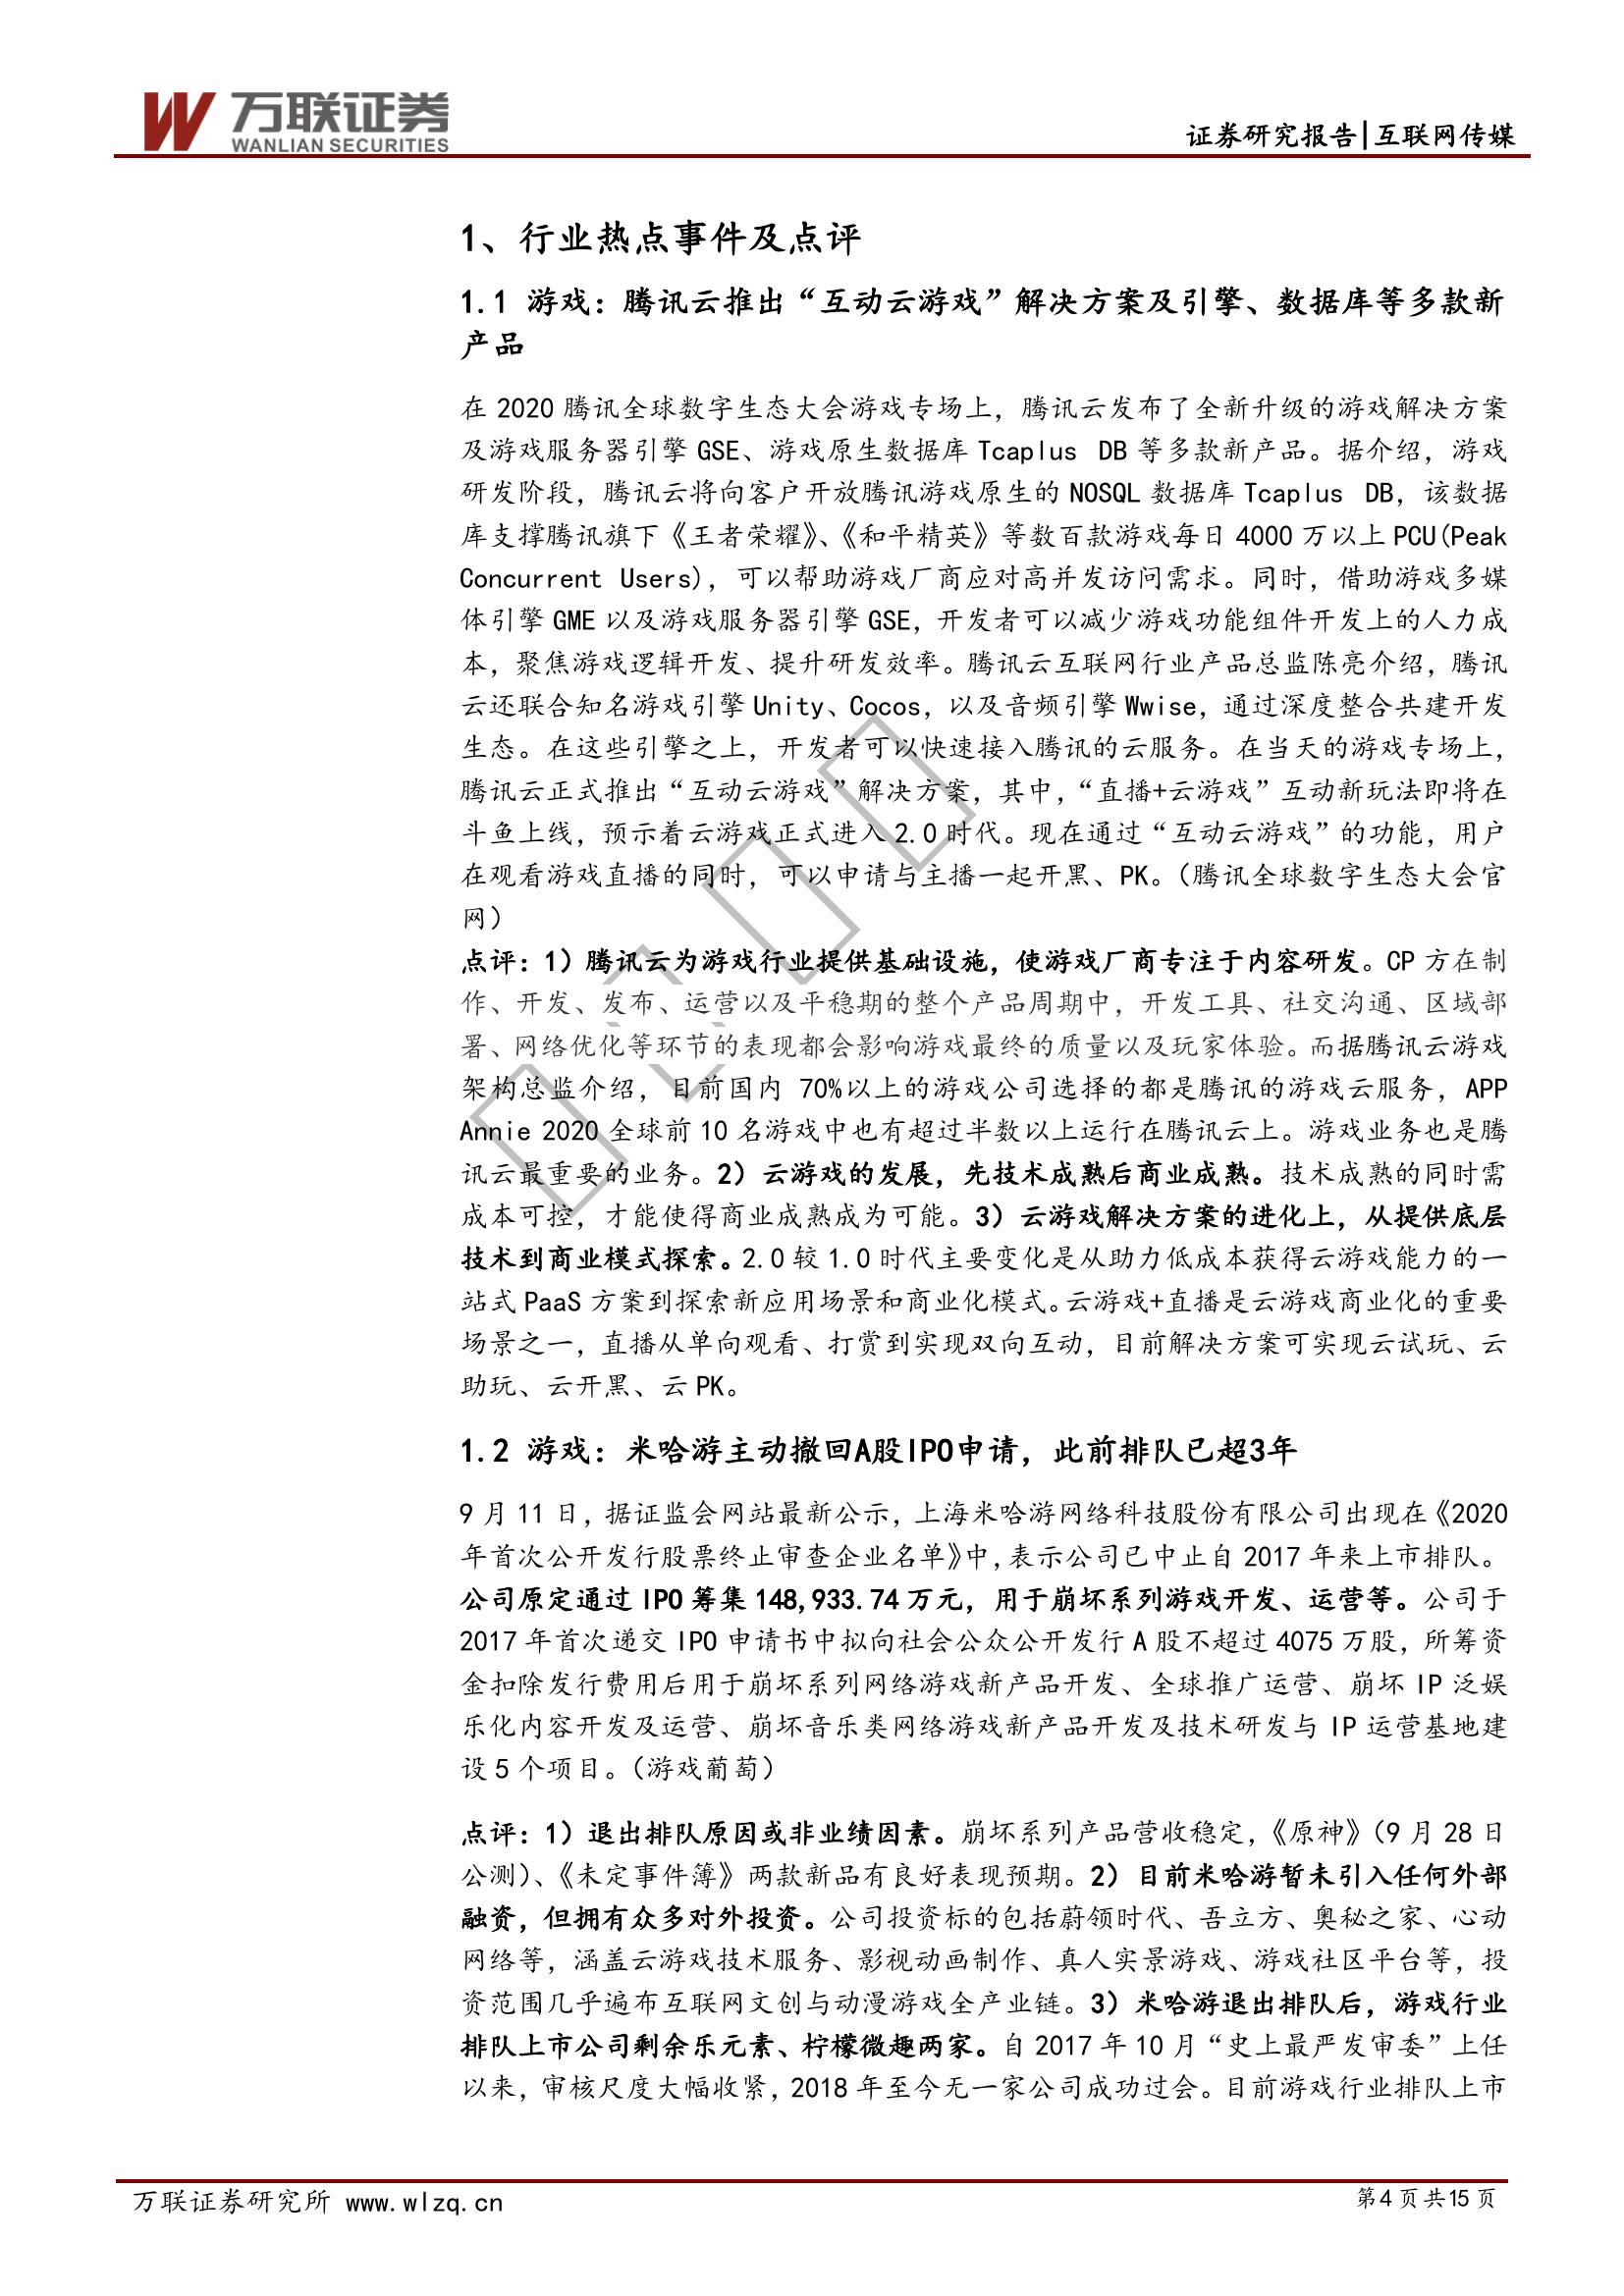 万联证券
WANLIAN SECURITIES
证券研究报告|互联网传媒
1、行业热点事件及点评
1.1 游戏：腾讯云推出“互动云游戏”解决方案及引擎、数据库等多款新
产品
在 2020 腾讯全球数字生态大会游戏专场上，腾讯云发布了全新升级的游戏解决方案
及游戏服务器引擎 GSE、游戏原生数据库 Tcaplus DB 等多款新产品。据介绍，游戏
研发阶段，腾讯云将向客户开放腾讯游戏原生的 NOSQL 数据库 Tcaplus DB，该数据
库支撑腾讯旗下《王者荣耀》、《和平精英》等数百款游戏每日 4000 万以上 PCU(Peak
Concurrent Users)，可以帮助游戏厂商应对高并发访问需求。同时，借助游戏多媒
体引擎 GME 以及游戏服务器引擎 GSE，开发者可以减少游戏功能组件开发上的人力成
本，聚焦游戏逻辑开发、提升研发效率。腾讯云互联网行业产品总监陈亮介绍，腾讯
云还联合知名游戏引擎 Unity、Cocos，以及音频引擎 Wwise，通过深度整合共建开发
生态。在这些引擎之上，开发者可以快速接入腾讯的云服务。在当天的游戏专场上，
腾讯云正式推出“互动云游戏”解决方案，其中，“直播+云游戏”互动新玩法即将在
斗鱼上线，预示着云游戏正式进入 2.0 时代。现在通过“互动云游戏”的功能，用户
在观看游戏直播的同时，可以申请与主播一起开黑、PK。（腾讯全球数字生态大会官
网）
点评：1）腾讯云为游戏行业提供基础设施，使游戏厂商专注于内容研发。CP 方在制
作、开发、发布、运营以及平稳期的整个产品周期中，开发工具、社交沟通、区域部
署、网络优化等环节的表现都会影响游戏最终的质量以及玩家体验。而据腾讯云游戏
架构总监介绍，目前国内 70%以上的游戏公司选择的都是腾讯的游戏云服务，APP
Annie 2020 全球前 10 名游戏中也有超过半数以上运行在腾讯云上。游戏业务也是腾
讯云最重要的业务。2）云游戏的发展，先技术成熟后商业成熟。技术成熟的同时需
成本可控，才能使得商业成熟成为可能。3）云游戏解决方案的进化上，从提供底层
技术到商业模式探索。2.0 较 1.0 时代主要变化是从助力低成本获得云游戏能力的一
站式 PaaS 方案到探索新应用场景和商业化模式。云游戏+直播是云游戏商业化的重要
场景之一，直播从单向观看、打赏到实现双向互动，目前解决方案可实现云试玩、云
助玩、云开黑、云 PK。
1.2 游戏：米哈游主动撤回A股IPO申请，此前排队已超3年
9 月 11 日，据证监会网站最新公示，上海米哈游网络科技股份有限公司出现在《2020
年首次公开发行股票终止审查企业名单》中，表示公司已中止自 2017 年来上市排队。
公司原定通过 IPO 筹集 148,933.74 万元，用于崩坏系列游戏开发、运营等。公司于
2017 年首次递交 IPO 申请书中拟向社会公众公开发行 A 股不超过 4075 万股，所筹资
金扣除发行费用后用于崩坏系列网络游戏新产品开发、全球推广运营、崩坏 IP 泛娱
乐化内容开发及运营、崩坏音乐类网络游戏新产品开发及技术研发与 IP 运营基地建
设 5 个项目。（游戏葡萄）
点评：1）退出排队原因或非业绩因素。崩坏系列产品营收稳定，《原神》（9 月 28 日
公测）、《未定事件簿》两款新品有良好表现预期。2）目前米哈游暂未引入任何外部
融资，但拥有众多对外投资。公司投资标的包括蔚领时代、吾立方、奥秘之家、心动
网络等，涵盖云游戏技术服务、影视动画制作、真人实景游戏、游戏社区平台等，投
资范围几乎遍布互联网文创与动漫游戏全产业链。3）米哈游退出排队后，游戏行业
排队上市公司剩余乐元素、柠檬微趣两家。自 2017 年 10 月“史上最严发审委”上任
以来，审核尺度大幅收紧，2018 年至今无一家公司成功过会。目前游戏行业排队上市
万联证券研究所 www.wlzq.cn
第 4 页 共 15 页